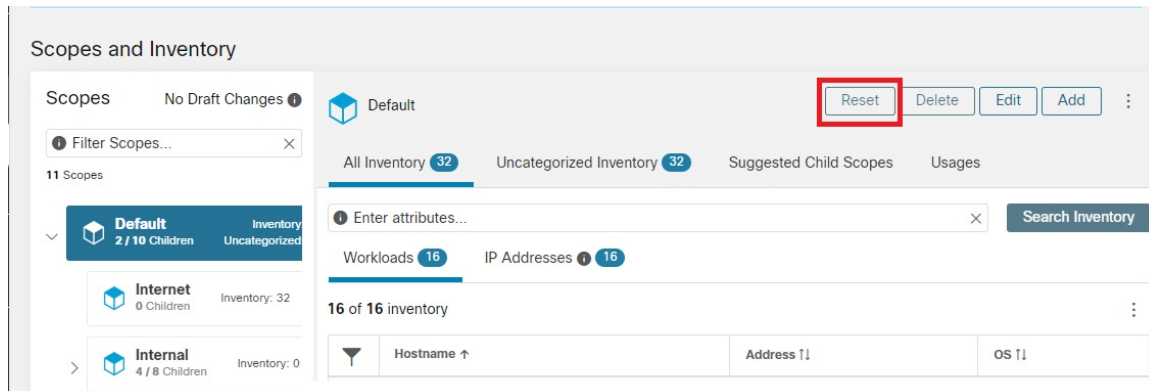 Scopes and Inventory
Scopes
No Draft Changes
Filter Scopes...
11 Scopes
Default
2 / 10 Children
Inventory
Uncategorized
Internet
0 Children
Inventory: 32
Internal
4 / 8 Children
Inventory: 0
Default
Reset
Delete
Edit
Add
All Inventory 32
Uncategorized Inventory 32
Suggested Child Scopes
Usages
Enter attributes...
Search Inventory
Workloads 16
IP Addresses 16
16 of 16 inventory
Hostname ↑
Address ↑↓
OS ↑↓